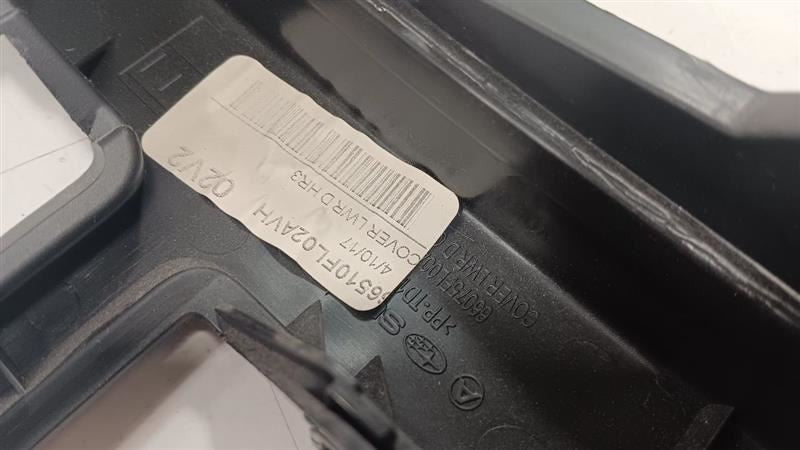 66510FL02AVH 02V2
4/10/17
COVER LWR D HR3
>PP-TD
66075FL00
COVER LWR D
A